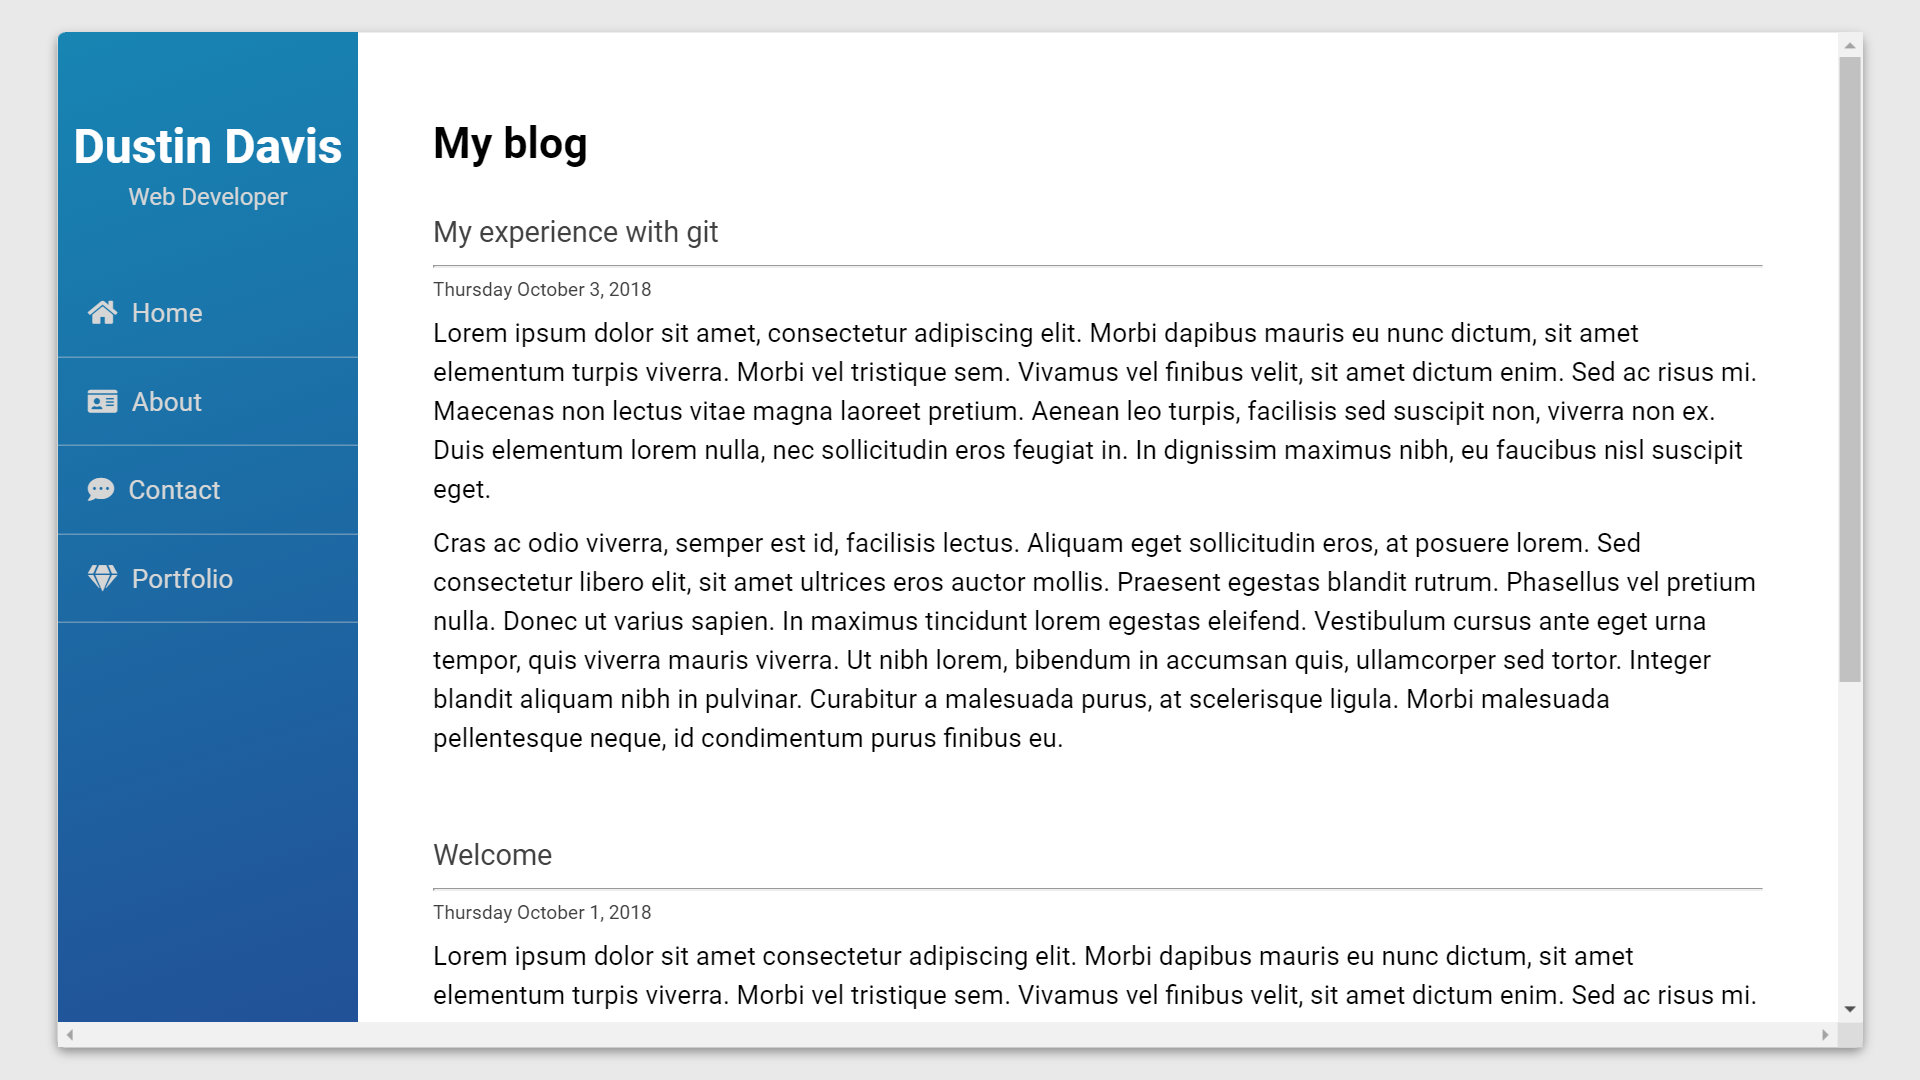 Dustin Davis
Web Developer
Home
About
Contact
Portfolio
My blog
My experience with git
Thursday October 3, 2018
Lorem ipsum dolor sit amet, consectetur adipiscing elit. Morbi dapibus mauris eu nunc dictum, sit amet
elementum turpis viverra. Morbi vel tristique sem. Vivamus vel finibus velit, sit amet dictum enim. Sed ac risus mi.
Maecenas non lectus vitae magna laoreet pretium. Aenean leo turpis, facilisis sed suscipit non, viverra non ex.
Duis elementum lorem nulla, nec sollicitudin eros feugiat in. In dignissim maximus nibh, eu faucibus nisl suscipit
eget.
Cras ac odio viverra, semper est id, facilisis lectus. Aliquam eget sollicitudin eros, at posuere lorem. Sed
consectetur libero elit, sit amet ultrices eros auctor mollis. Praesent egestas blandit rutrum. Phasellus vel pretium
nulla. Donec ut varius sapien. In maximus tincidunt lorem egestas eleifend. Vestibulum cursus ante eget urna
tempor, quis viverra mauris viverra. Ut nibh lorem, bibendum in accumsan quis, ullamcorper sed tortor. Integer
blandit aliquam nibh in pulvinar. Curabitur a malesuada purus, at scelerisque ligula. Morbi malesuada
pellentesque neque, id condimentum purus finibus eu.
Welcome
Thursday October 1, 2018
Lorem ipsum dolor sit amet consectetur adipiscing elit. Morbi dapibus mauris eu nunc dictum, sit amet
elementum turpis viverra. Morbi vel tristique sem. Vivamus vel finibus velit, sit amet dictum enim. Sed ac risus mi.